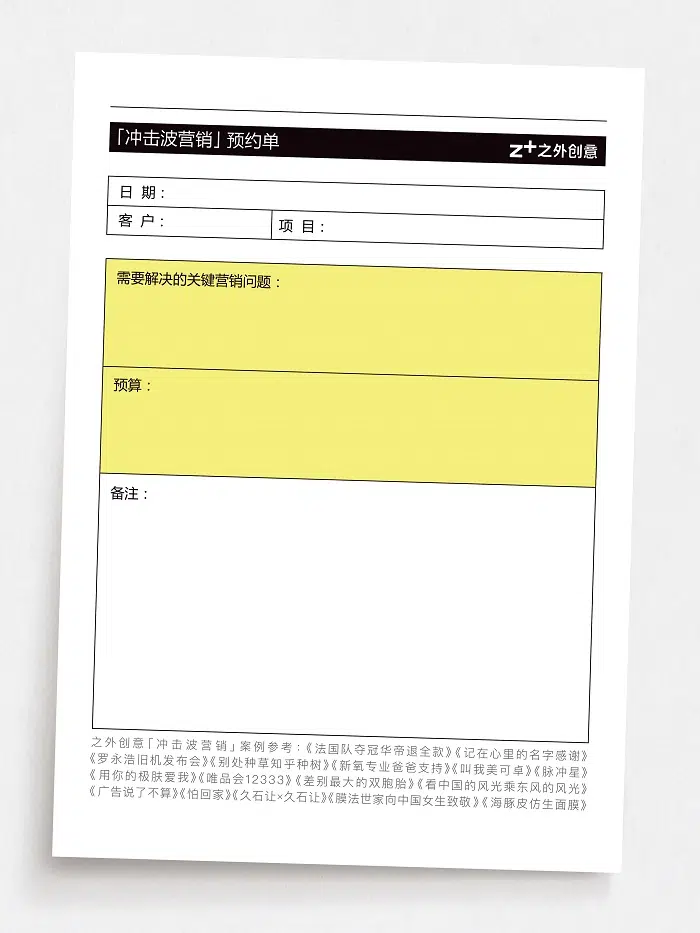 「冲击波营销」预约单
z+之外创意
日 期：
客 户：
项 目：
需要解决的关键营销问题：
预算：
备注：
之外创意「冲击波营销」案例参考：《法国队夺冠华帝退全款》《记在心里的名字感谢》
《罗永浩旧机发布会》《别处种草知乎种树》《新氧专业爸爸支持》《叫我美可卓》《脉冲星》
《用你的极肤爱我》《唯品会12333》《差别最大的双胞胎》《看中国的风光乘东风的风光》
《广告说了不算》《怕回家》《久石让×久石让》《膜法世家向中国女生致敬》《海豚皮仿生面膜》